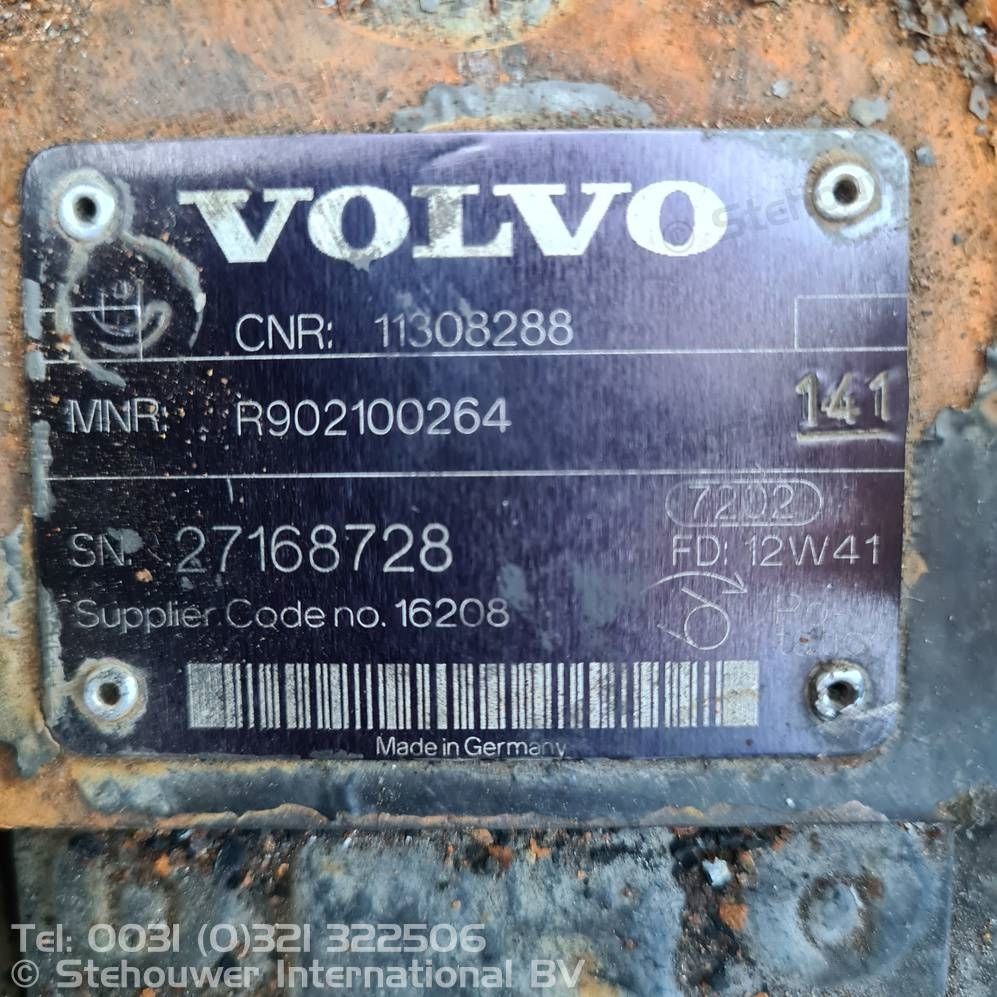 VOLVO
CNR: 11308288
MNR: R902100264
141
7202
SN: 27168728
FD: 12W41
Supplier Code no. 16208
Made in Germany
Tel: 0031 (0)321 322506
© Stehouwer International BV